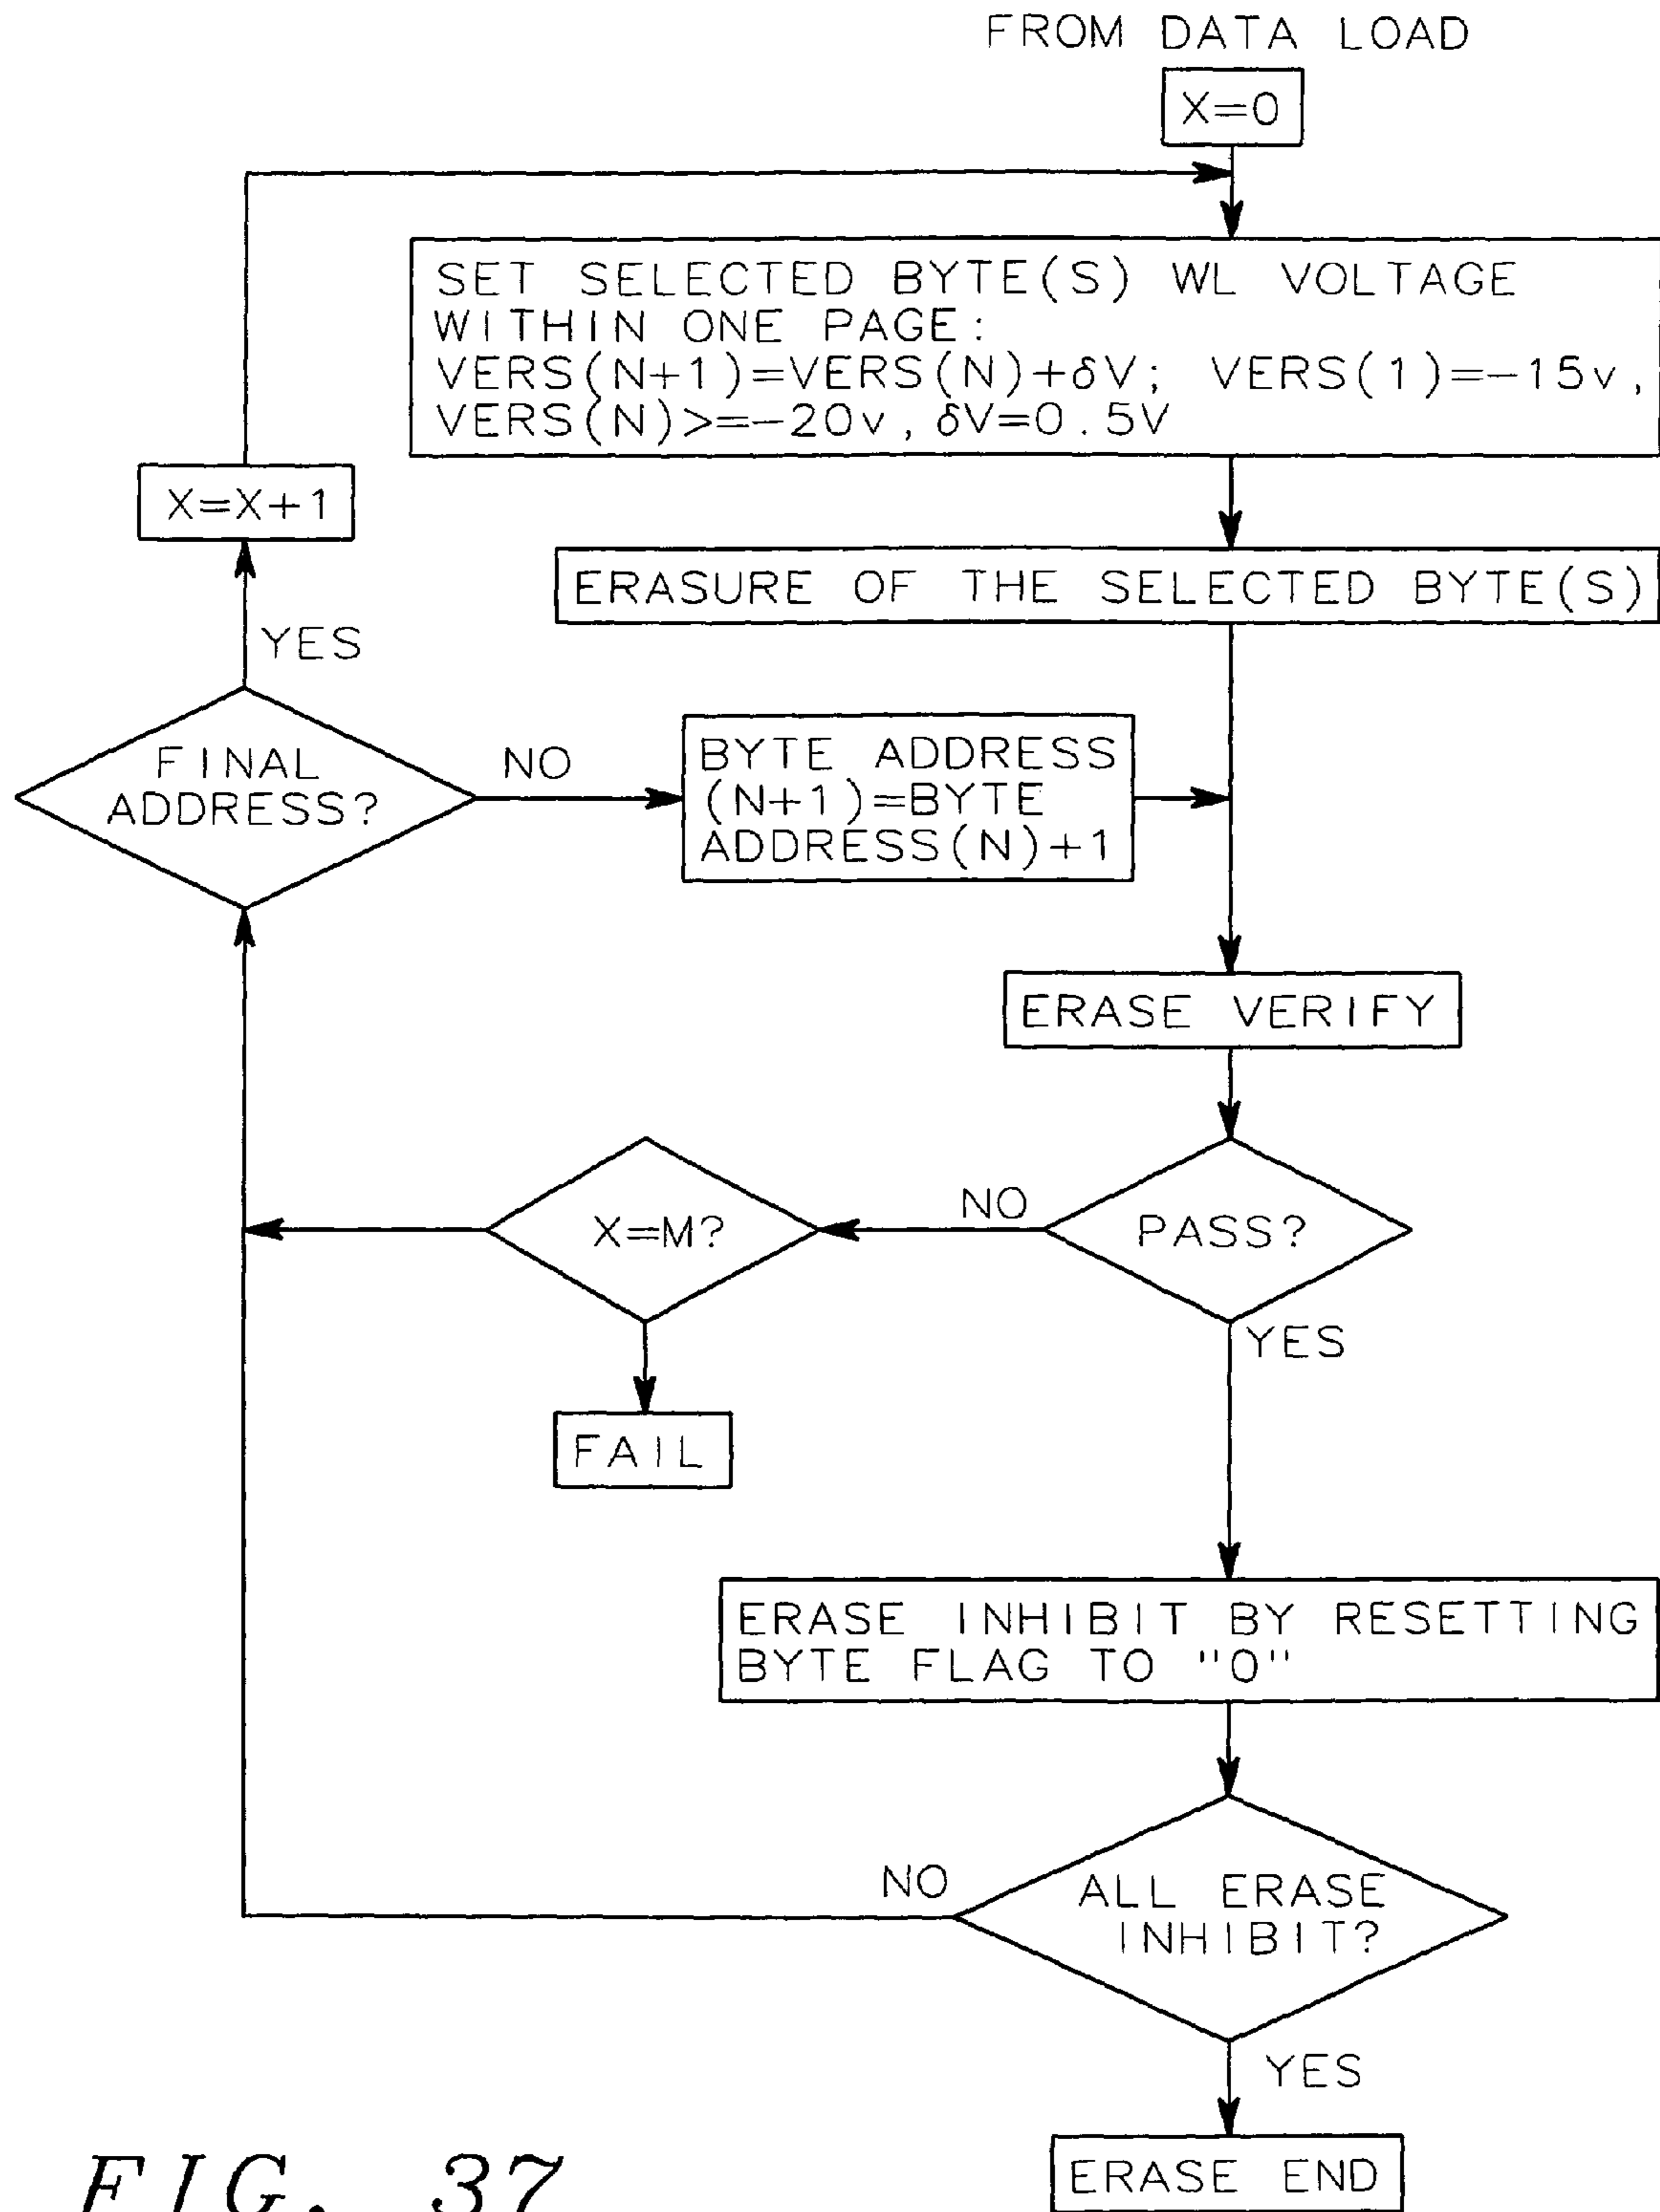 FROM DATA LOAD
X=0
SET SELECTED BYTE(S) WL VOLTAGE
WITHIN ONE PAGE:
VERS(N+1)=VERS(N)+δV; VERS(1)=-15v,
VERS(N)>=-20v, δV=0.5V
X=X+1
ERASURE OF THE SELECTED BYTE(S)
YES
FINAL
ADDRESS?
NO
BYTE ADDRESS
(N+1)=BYTE
ADDRESS(N)+1
ERASE VERIFY
X=M?
NO
PASS?
YES
FAIL
ERASE INHIBIT BY RESETTING
BYTE FLAG TO "0"
NO
ALL ERASE
INHIBIT?
YES
ERASE END
FIG. 37